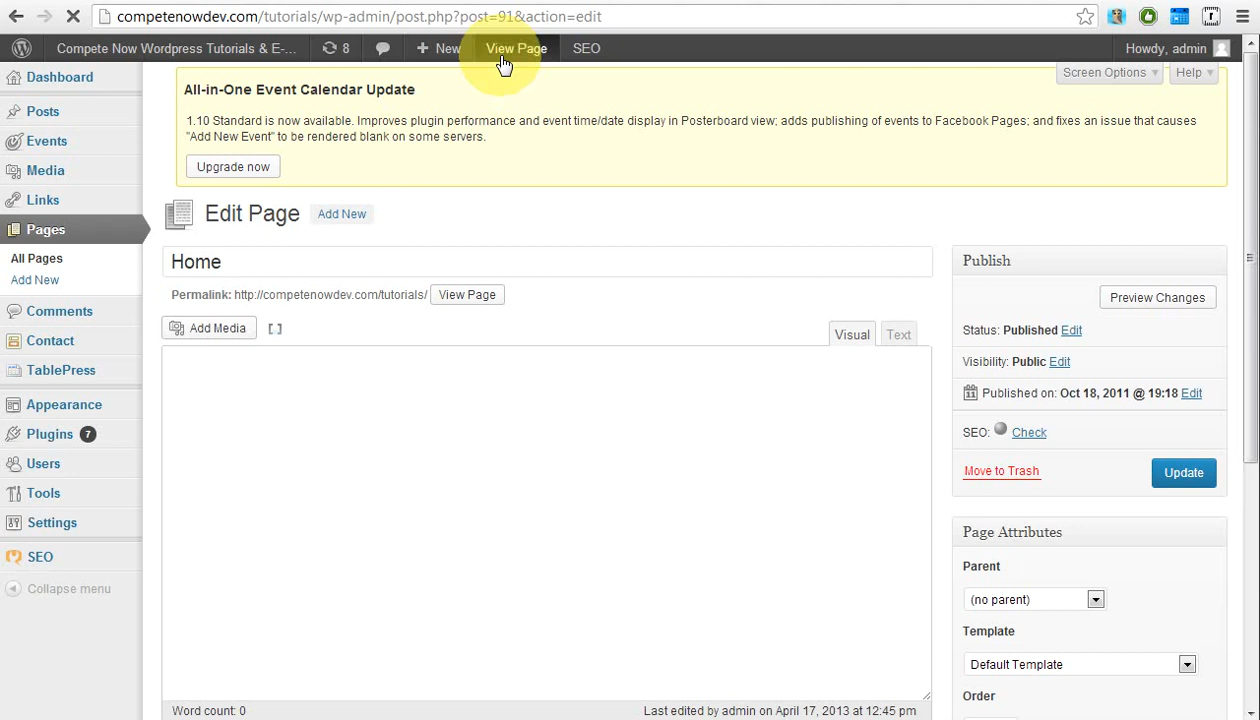 competenowdev.com/tutorials/wp-admin/post.php?post=91&action=edit
Compete Now Wordpress Tutorials & E-... 8 New View Page SEO Howdy, admin
Screen Options Help
Dashboard
Posts
Events
Media
Links
Pages
All Pages
Add New
Comments
Contact
TablePress
Appearance
Plugins 7
Users
Tools
Settings
SEO
Collapse menu
All-in-One Event Calendar Update
1.10 Standard is now available. Improves plugin performance and event time/date display in Posterboard view; adds publishing of events to Facebook Pages; and fixes an issue that causes
"Add New Event" to be rendered blank on some servers.
Upgrade now
Edit Page Add New
Home
Permalink: http://competenowdev.com/tutorials/ View Page
Add Media [ ] Visual Text
Word count: 0 Last edited by admin on April 17, 2013 at 12:45 pm
Publish
Preview Changes
Status: Published Edit
Visibility: Public Edit
11 Published on: Oct 18, 2011 @ 19:18 Edit
SEO: Check
Move to Trash Update
Page Attributes
Parent
(no parent)
Template
Default Template
Order